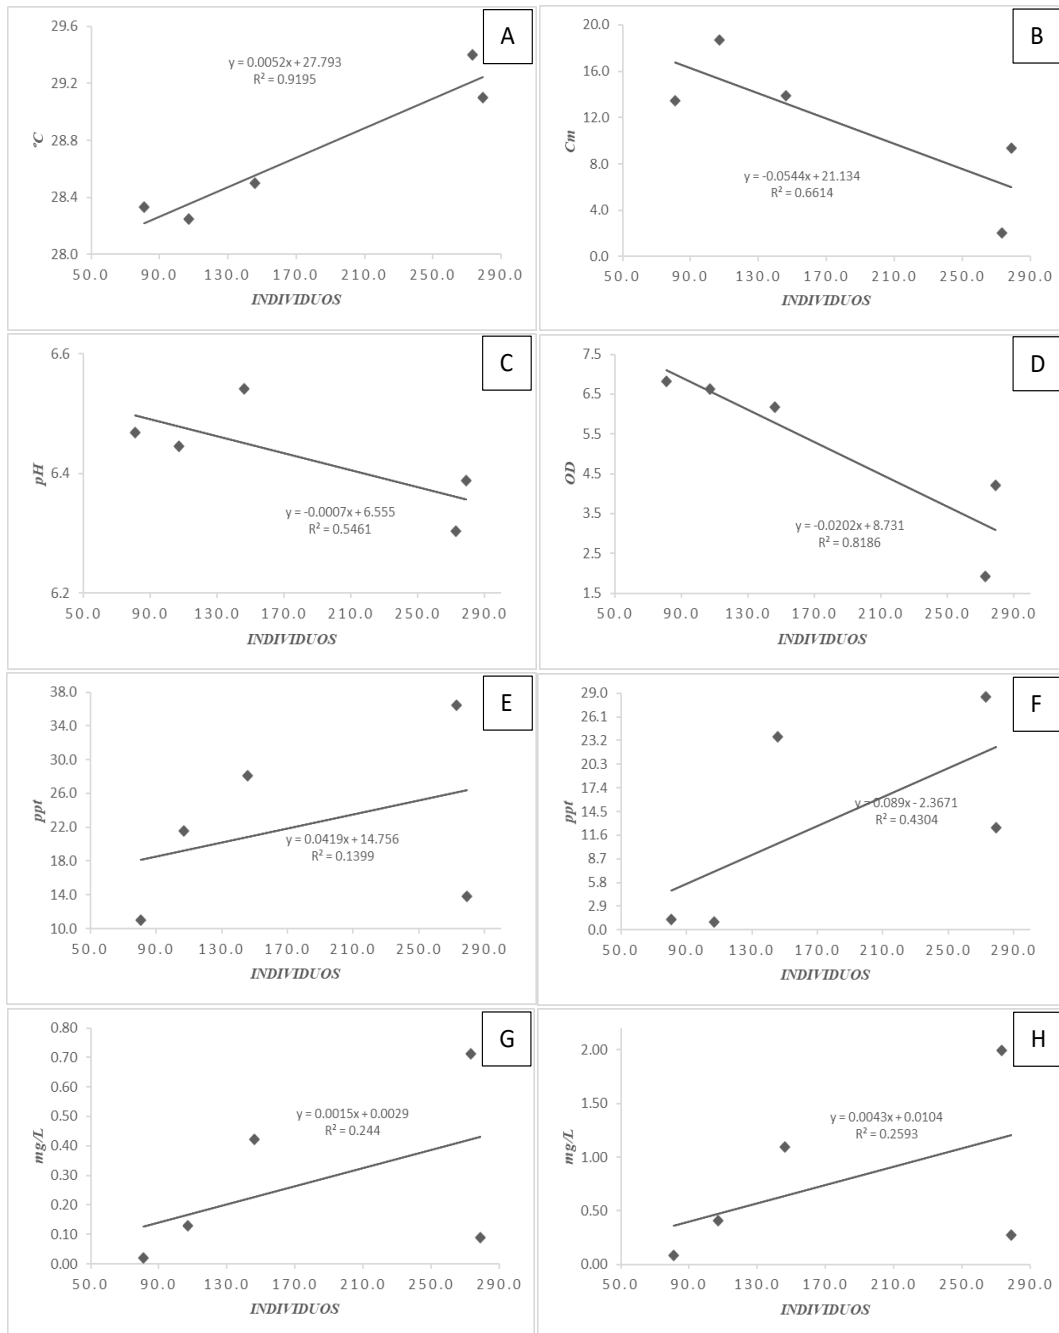 A
29.6
29.2
28.8
28.4
28.0
°C
y = 0.0052x + 27.793
R² = 0.9195
50.0 90.0 130.0 170.0 210.0 250.0 290.0
INDIVIDUOS
B
20.0
16.0
12.0
8.0
4.0
0.0
Cm
y = -0.0544x + 21.134
R² = 0.6614
50.0 90.0 130.0 170.0 210.0 250.0 290.0
INDIVIDUOS
C
6.6
6.4
6.2
pH
y = -0.0007x + 6.555
R² = 0.5461
50.0 90.0 130.0 170.0 210.0 250.0 290.0
INDIVIDUOS
D
7.5
6.5
5.5
4.5
3.5
2.5
1.5
OD
y = -0.0202x + 8.731
R² = 0.8186
50.0 90.0 130.0 170.0 210.0 250.0 290.0
INDIVIDUOS
E
38.0
34.0
30.0
26.0
22.0
18.0
14.0
10.0
ppt
y = 0.0419x + 14.756
R² = 0.1399
50.0 90.0 130.0 170.0 210.0 250.0 290.0
INDIVIDUOS
F
29.0
26.1
23.2
20.3
17.4
14.5
11.6
8.7
5.8
2.9
0.0
ppt
y = 0.089x - 2.3671
R² = 0.4304
50.0 90.0 130.0 170.0 210.0 250.0 290.0
INDIVIDUOS
G
0.80
0.70
0.60
0.50
0.40
0.30
0.20
0.10
0.00
mg/L
y = 0.0015x + 0.0029
R² = 0.244
50.0 90.0 130.0 170.0 210.0 250.0 290.0
INDIVIDUOS
H
2.00
1.50
1.00
0.50
0.00
mg/L
y = 0.0043x + 0.0104
R² = 0.2593
50.0 90.0 130.0 170.0 210.0 250.0 290.0
INDIVIDUOS